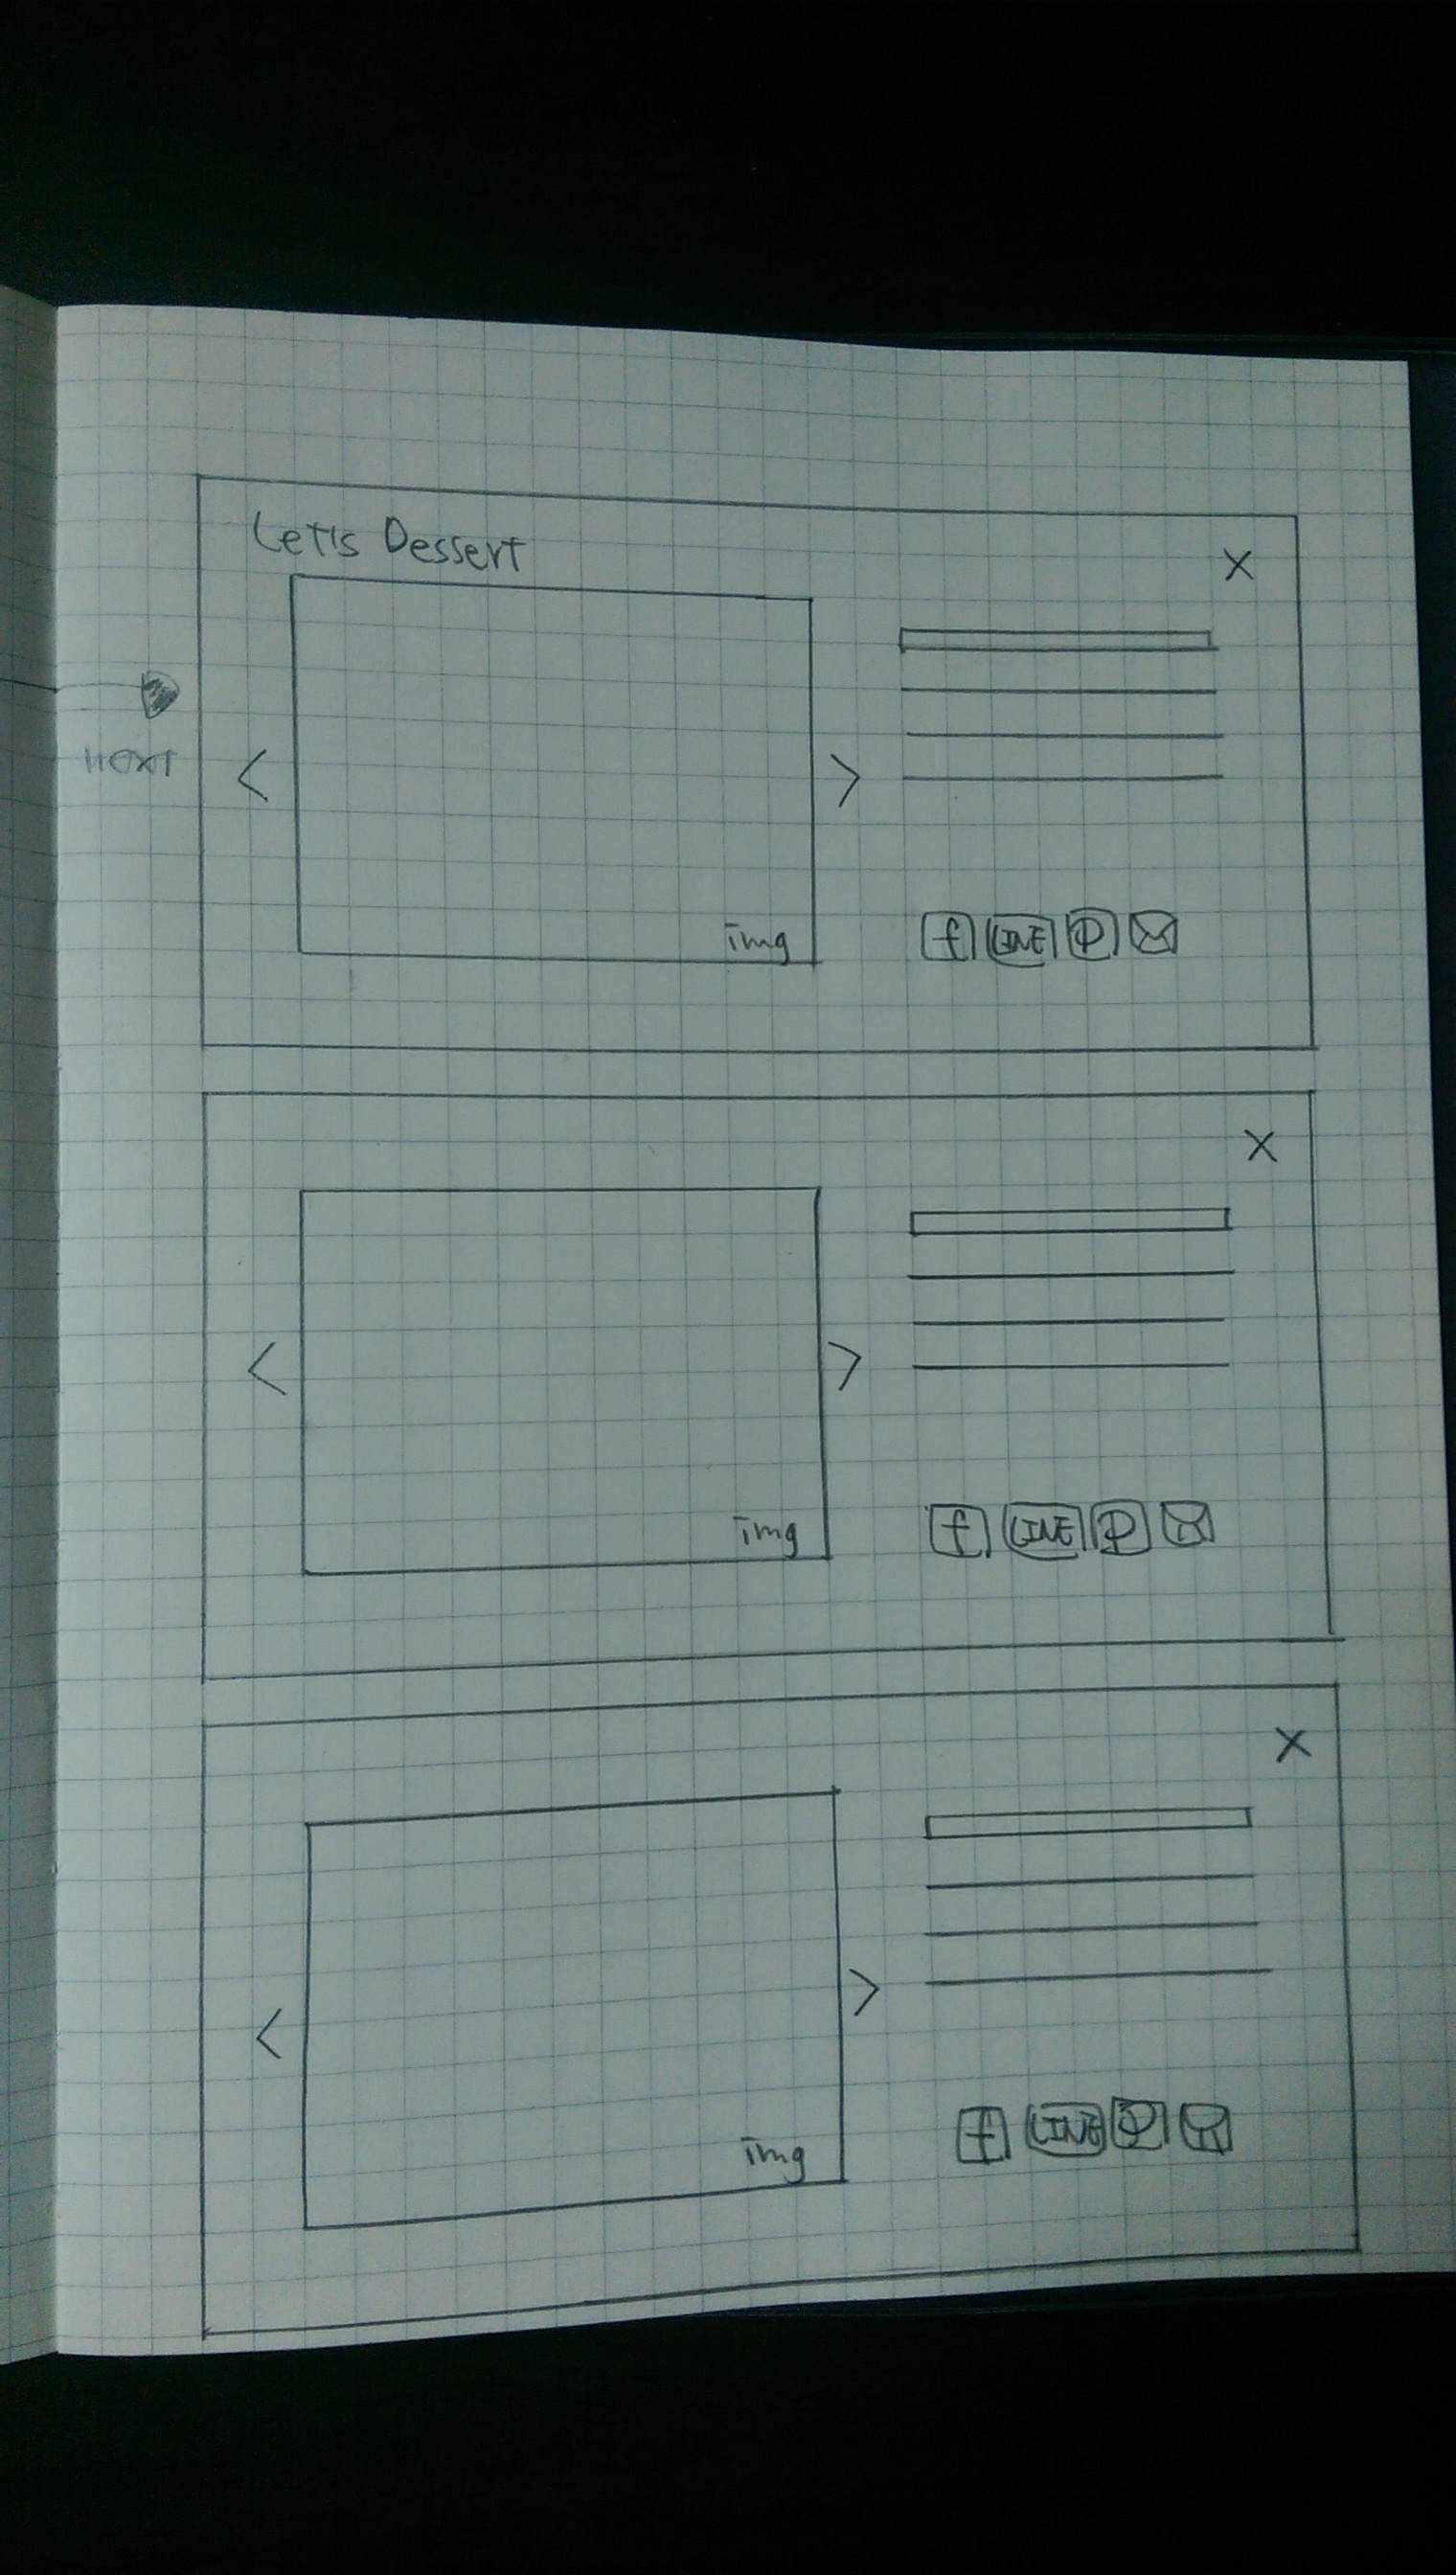 Let's Dessert
X
next
<
>
img
f LINE P
X
<
>
img
f LINE P
X
<
>
img
f LINE P